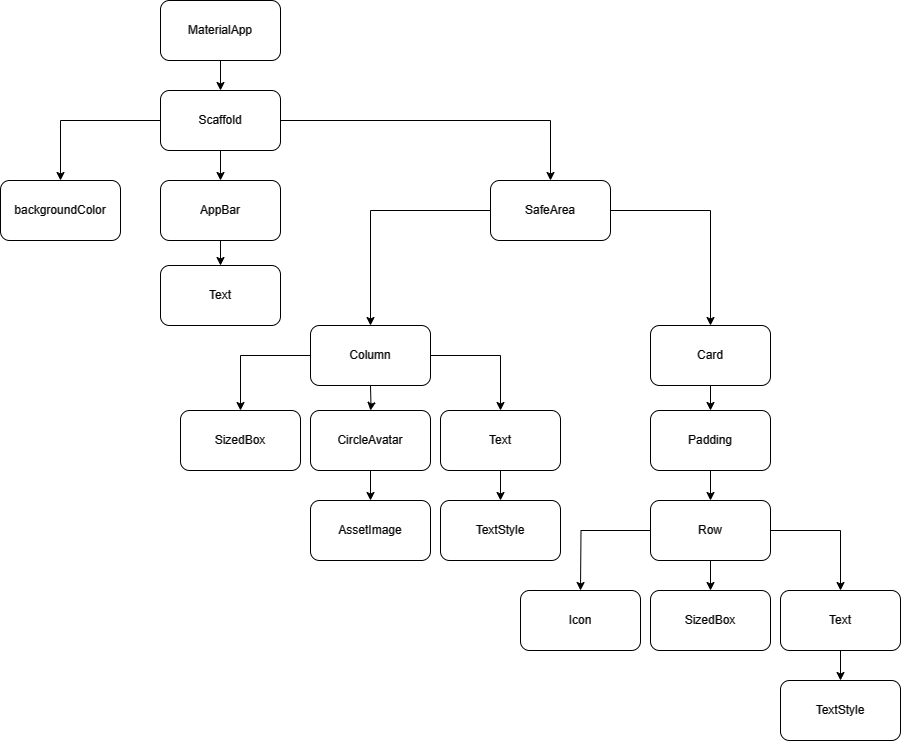 MaterialApp
Scaffold
backgroundColor
AppBar
SafeArea
Text
Column
Card
SizedBox
CircleAvatar
Text
Padding
AssetImage
TextStyle
Row
Icon
SizedBox
Text
TextStyle